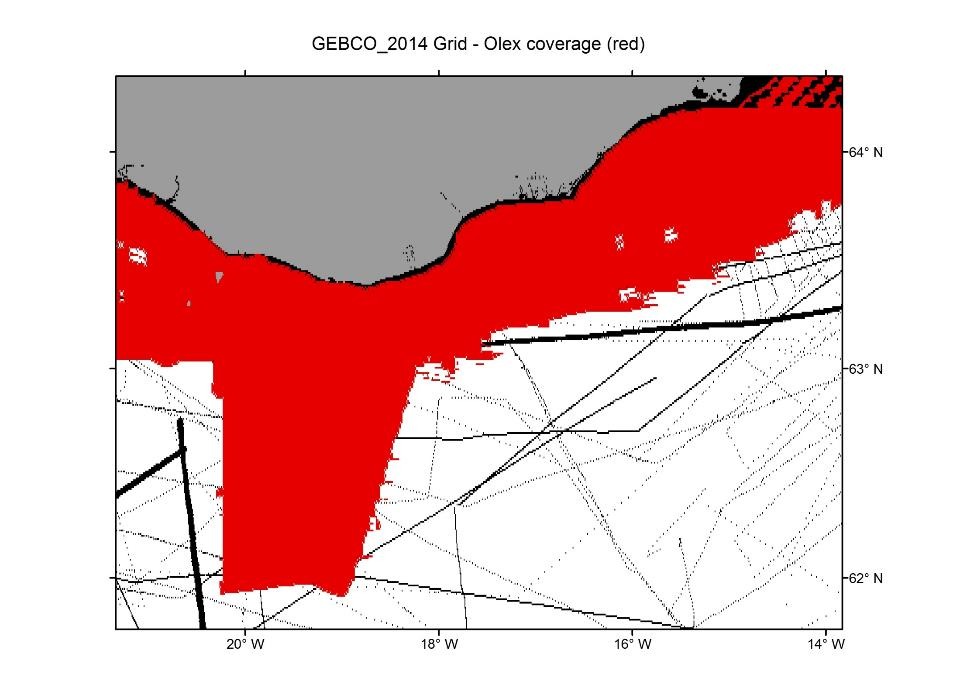 GEBCO_2014 Grid - Olex coverage (red)
64° N
63° N
62° N
20° W
18° W
16° W
14° W